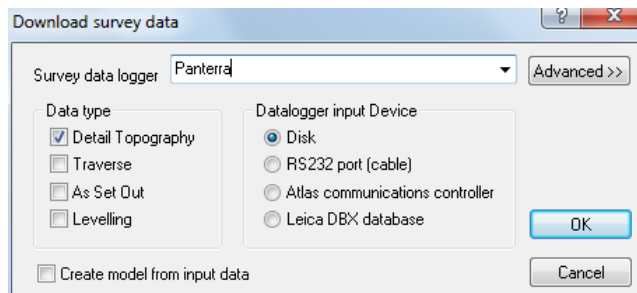 Download survey data
Survey data logger Panterra Advanced >>
Data type
Detail Topography
Traverse
As Set Out
Levelling
Datalogger input Device
Disk
RS232 port (cable)
Atlas communications controller
Leica DBX database
OK
Create model from input data
Cancel